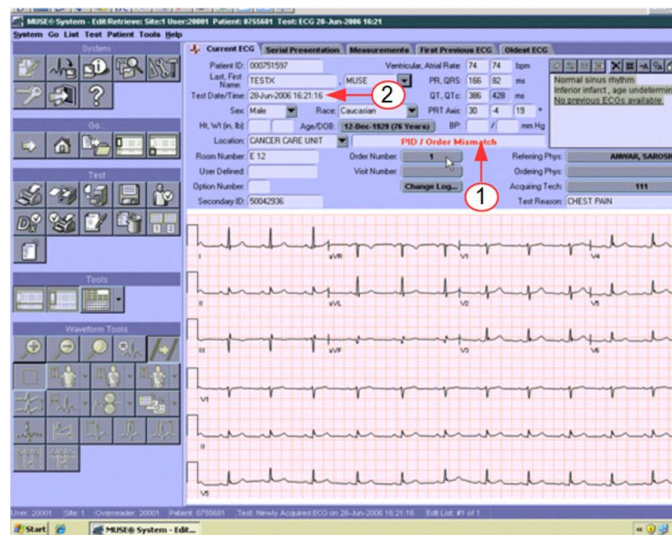 MUSE® System - Edit/Retrieve: Site:1 User:20001 Patient: 0755601 Test: ECG 28-Jun-2006 16:21
System Go List Test Patient Tools Help
System
Current ECG Serial Presentation Measurements First Previous ECG Oldest ECG
Patient ID: 000751597 Ventricular, Atrial Rate: 74 74 bpm
Last, First Name: TESTX , MUSE PR, QRS: 166 82 ms
Normal sinus rhythm
Test Date/Time: 28-Jun-2006 16:21:16 2 QT, QTc: 386 428 ms
Inferior infarct, age undetermin
Sex: Male Race: Caucasian PRT Axis: 30 -4 19 °
No previous ECGs available
Ht, Wt (in, lb) Age/DOB: 12-Dec-1929 (76 Years) BP: / mm Hg
Go...
Location: CANCER CARE UNIT PID / Order Mismatch
Room Number: E 12 Order Number: 1 Referring Phys: ANWAR, SAROSH
User Defined: Visit Number: Ordering Phys:
Option Number: Change Log... 1 Acquiring Tech: 111
Secondary ID: 50042936 Test Reason: CHEST PAIN
Test
I aVR V1 V4
II aVL V2 V5
III aVF V3 V6
V1
II
V5
Tools
Waveform Tools
User: 20001 Site: 1 Overreader: 20001 Patient: 0755601 Test: Newly Acquired ECG on 28-Jun-2006 16:21:16 Edit List: #1 of 1
Start MUSE® System - Edit...